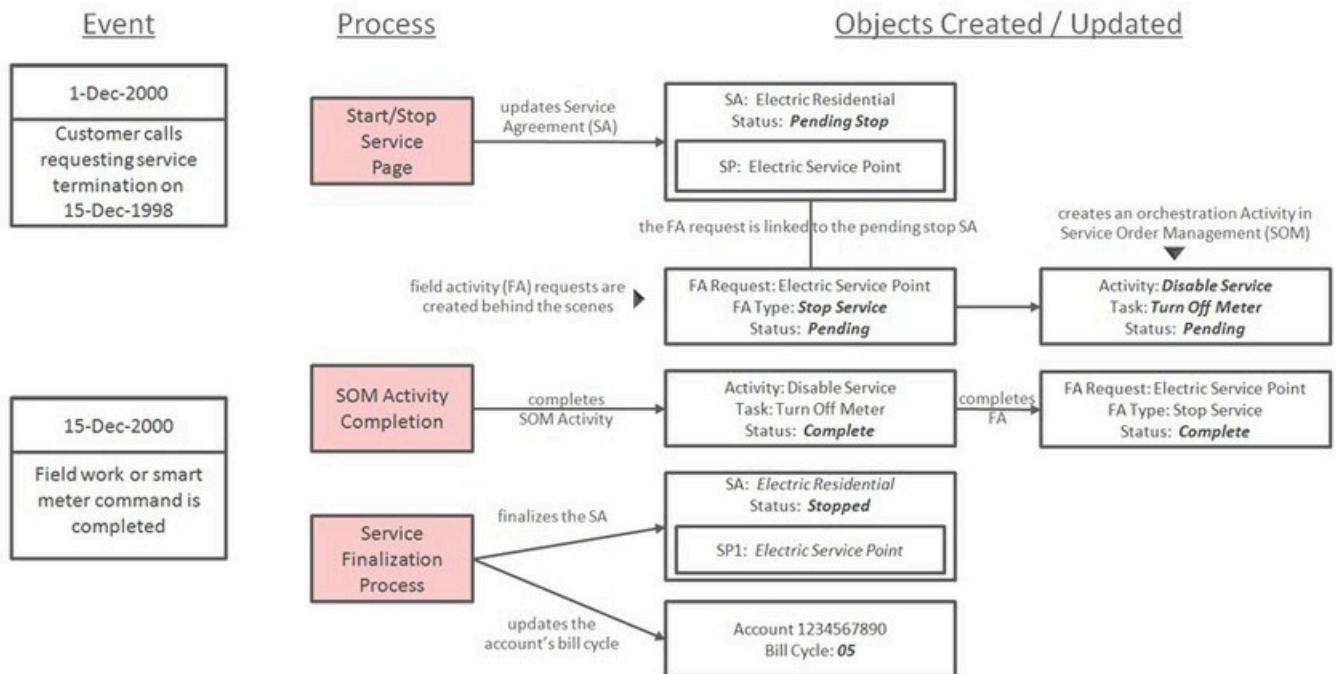 Event
Process
Objects Created / Updated
1-Dec-2000
Customer calls
requesting service
termination on
15-Dec-1998
Start/Stop
Service
Page
updates Service
Agreement (SA)
SA: Electric Residential
Status: Pending Stop
SP: Electric Service Point
the FA request is linked to the pending stop SA
creates an orchestration Activity in
Service Order Management (SOM)
field activity (FA) requests are
created behind the scenes
FA Request: Electric Service Point
FA Type: Stop Service
Status: Pending
Activity: Disable Service
Task: Turn Off Meter
Status: Pending
15-Dec-2000
Field work or smart
meter command is
completed
SOM Activity
Completion
completes
SOM Activity
Activity: Disable Service
Task: Turn Off Meter
Status: Complete
completes
FA
FA Request: Electric Service Point
FA Type: Stop Service
Status: Complete
Service
Finalization
Process
finalizes the SA
SA: Electric Residential
Status: Stopped
SP1: Electric Service Point
updates the
account's bill cycle
Account 1234567890
Bill Cycle: 05